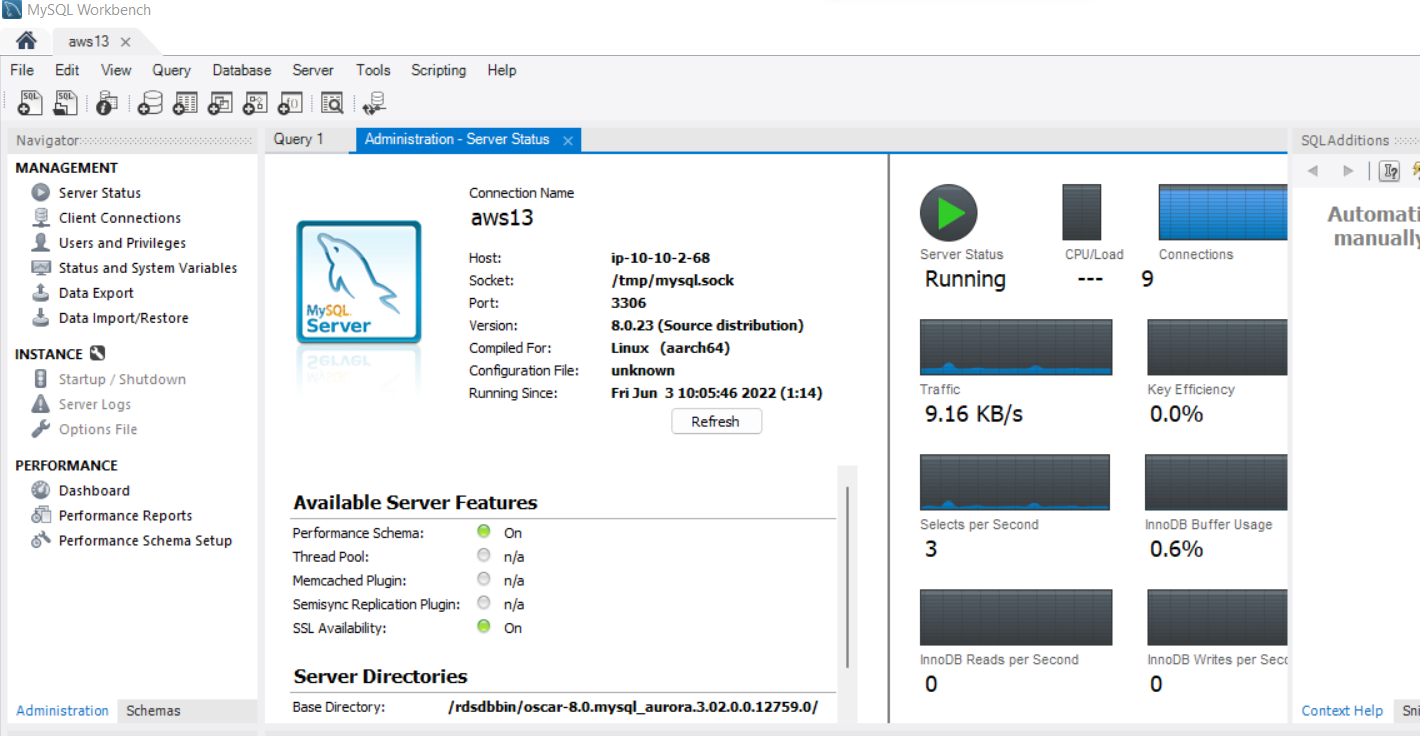 MySQL Workbench
aws13
File Edit View Query Database Server Tools Scripting Help
Navigator
MANAGEMENT
Server Status
Client Connections
Users and Privileges
Status and System Variables
Data Export
Data Import/Restore
INSTANCE
Startup / Shutdown
Server Logs
Options File
PERFORMANCE
Dashboard
Performance Reports
Performance Schema Setup
Administration Schemas
Query 1 Administration - Server Status
MySQL
Server
Connection Name
aws13
Host: ip-10-10-2-68
Socket: /tmp/mysql.sock
Port: 3306
Version: 8.0.23 (Source distribution)
Compiled For: Linux (aarch64)
Configuration File: unknown
Running Since: Fri Jun 3 10:05:46 2022 (1:14)
Refresh
Available Server Features
Performance Schema: On
Thread Pool: n/a
Memcached Plugin: n/a
Semisync Replication Plugin: n/a
SSL Availability: On
Server Directories
Base Directory: /rdsdbbin/oscar-8.0.mysql_aurora.3.02.0.0.12759.0/
Server Status CPU/Load Connections
Running --- 9
Traffic Key Efficiency
9.16 KB/s 0.0%
Selects per Second InnoDB Buffer Usage
3 0.6%
InnoDB Reads per Second InnoDB Writes per Seco
0 0
SQLAdditions
Automati
manually
Context Help Sni